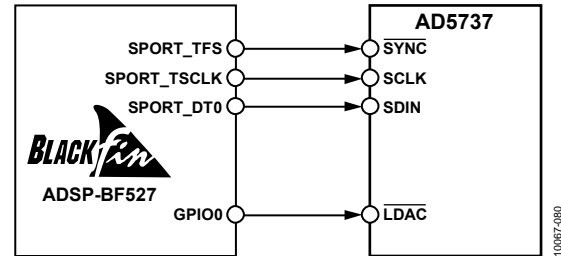 AD5737
SPORT_TFS
SYNC
SPORT_TSCLK
SCLK
SPORT_DT0
SDIN
BLACKfin
ADSP-BF527
GPIO0
LDAC
10067-080